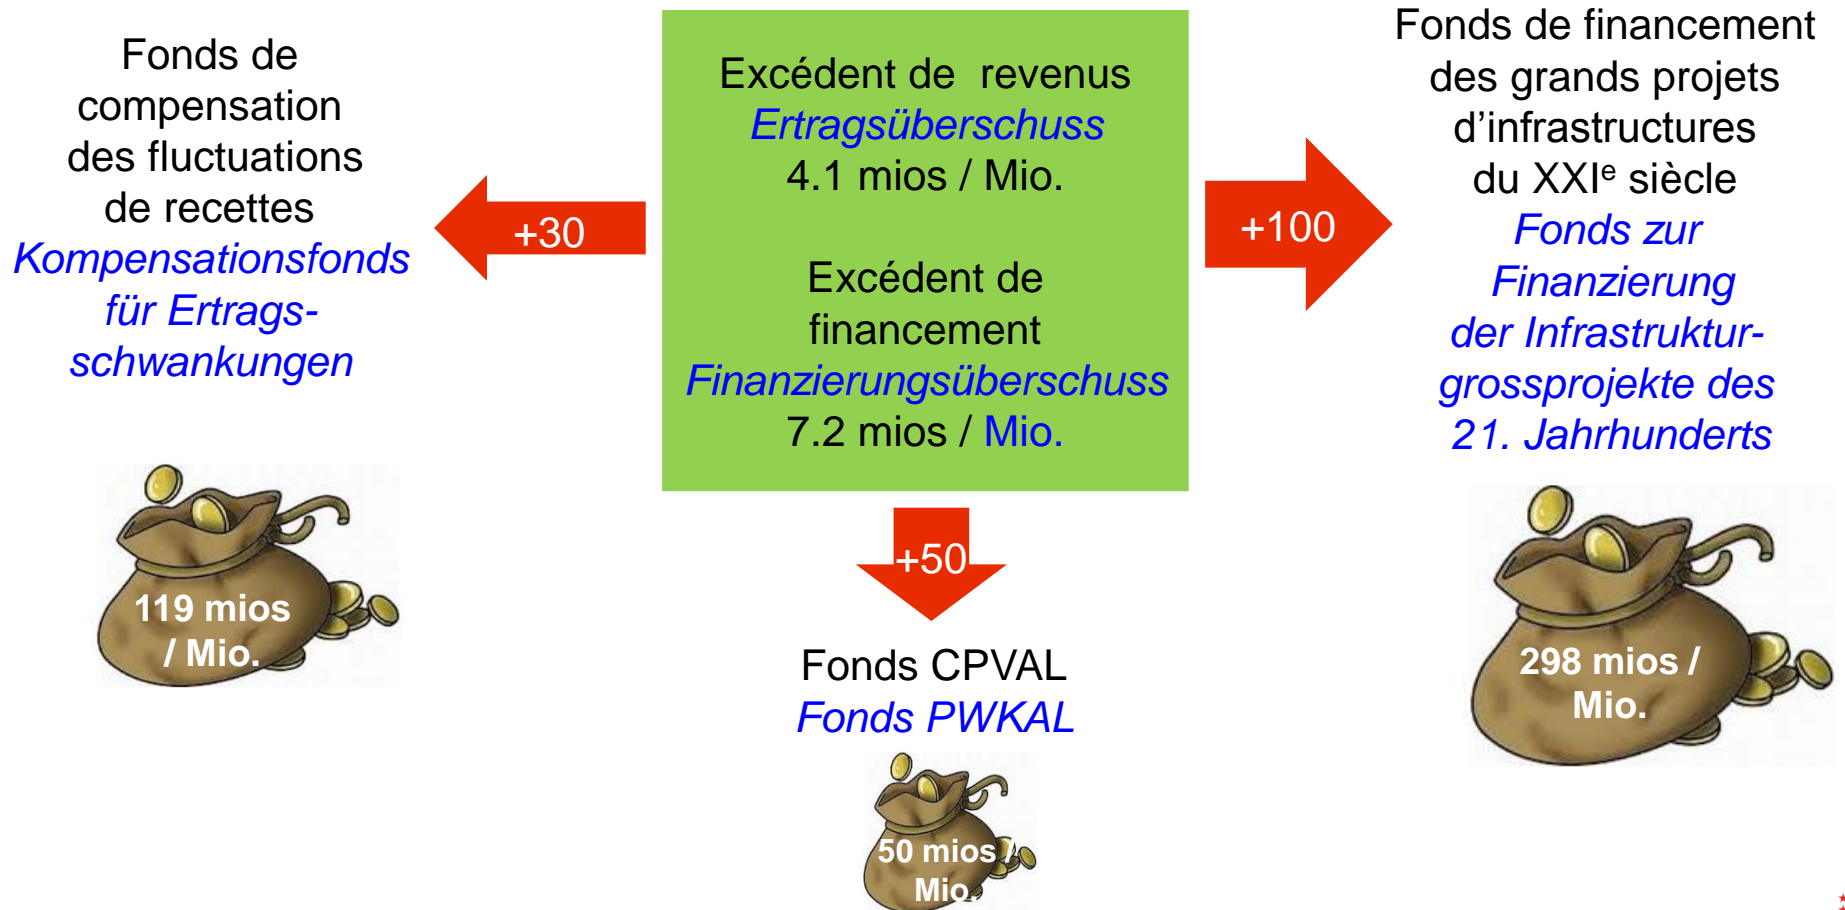 Fonds de
compensation
des fluctuations
de recettes
Kompensationsfonds
für Ertrags-
schwankungen
119 mios
/ Mio.
+30
Excédent de revenus
Ertragsüberschuss
4.1 mios / Mio.
Excédent de
financement
Finanzierungsüberschuss
7.2 mios / Mio.
+50
Fonds CPVAL
Fonds PWKAL
50 mios /
Mio.
+100
Fonds de financement
des grands projets
d’infrastructures
du XXIᵉ siècle
Fonds zur
Finanzierung
der Infrastruktur-
grossprojekte des
21. Jahrhunderts
298 mios /
Mio.